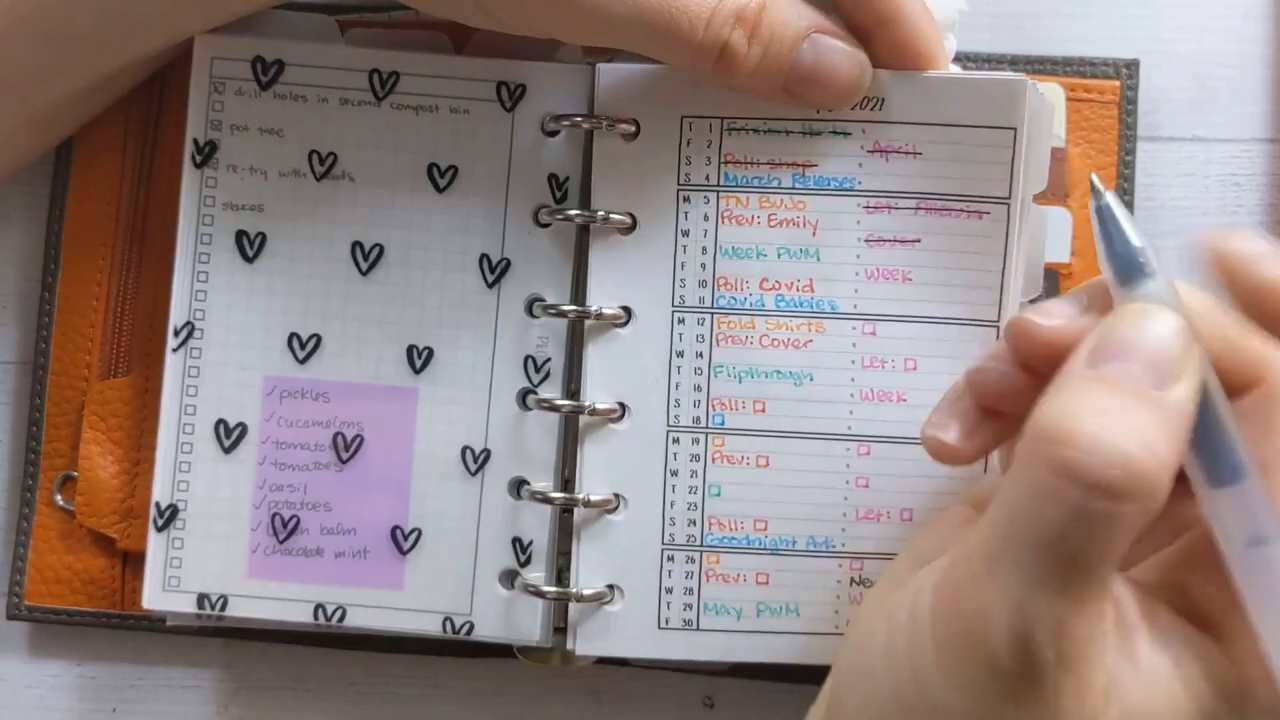 drill holes in second compost bin
pot tree
re-try with
stakes
✓ pickles
✓ cucamelons
✓ tomato
✓ tomatoes
✓ basil
✓ potatoes
✓ balm
✓ chocolate mint
2021
T 1
F 2 April
S 3 Poll: shop
S 4 March Releases
M 5 TN BuJo Let:
T 6 Prev: Emily
W 7 Cover
T 8 Week PWM
F 9 Week
S 10 Poll: Covid
S 11 Covid Babies
M 12 Fold Shirts
T 13 Prev: Cover
W 14 Let:
T 15 Flipthrough
F 16 Week
S 17 Poll:
S 18
M 19
T 20 Prev:
W 21
T 22
F 23 Let:
S 24 Poll:
S 25 Goodnight
M 26
T 27 Prev:
W 28
T 29 May PWM
F 30